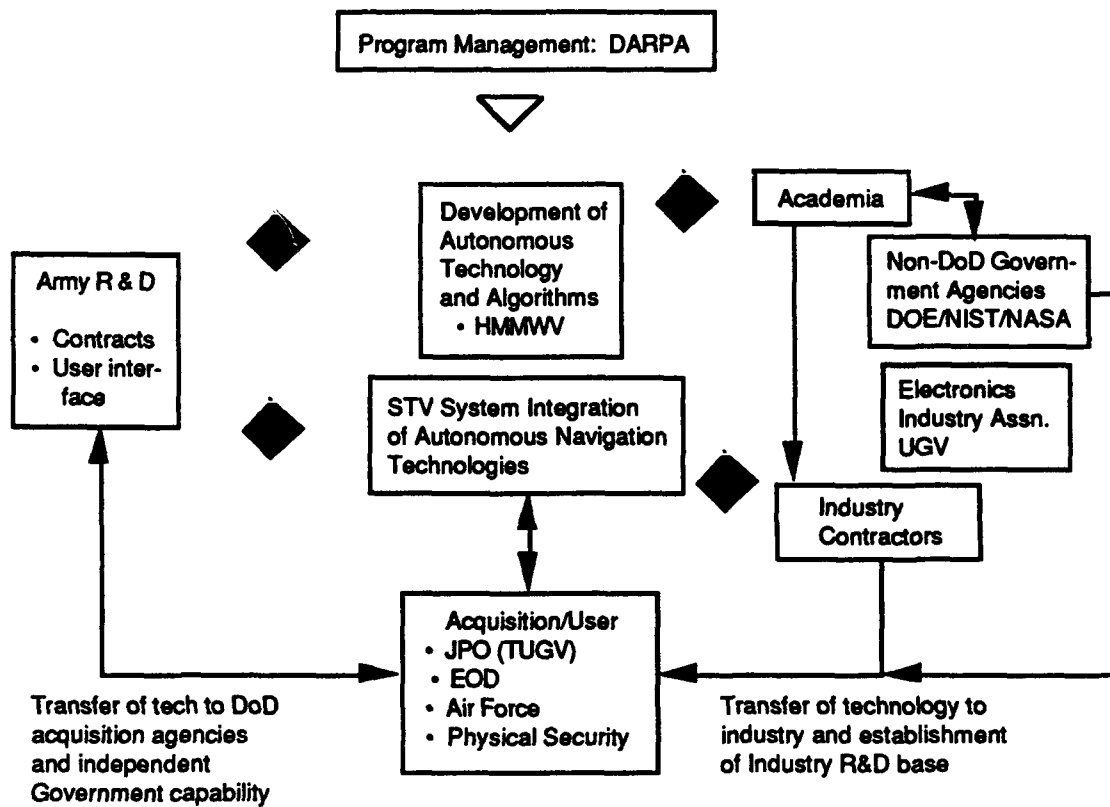 Program Management: DARPA
Development of
Autonomous
Technology
and Algorithms
• HMMWV
Academia
Non-DoD Govern-
ment Agencies
DOE/NIST/NASA
Army R & D
• Contracts
• User inter-
face
Electronics
Industry Assn.
UGV
STV System Integration
of Autonomous Navigation
Technologies
Industry
Contractors
Acquisition/User
• JPO (TUGV)
• EOD
• Air Force
• Physical Security
Transfer of tech to DoD
acquisition agencies
and independent
Government capability
Transfer of technology to
industry and establishment
of Industry R&D base